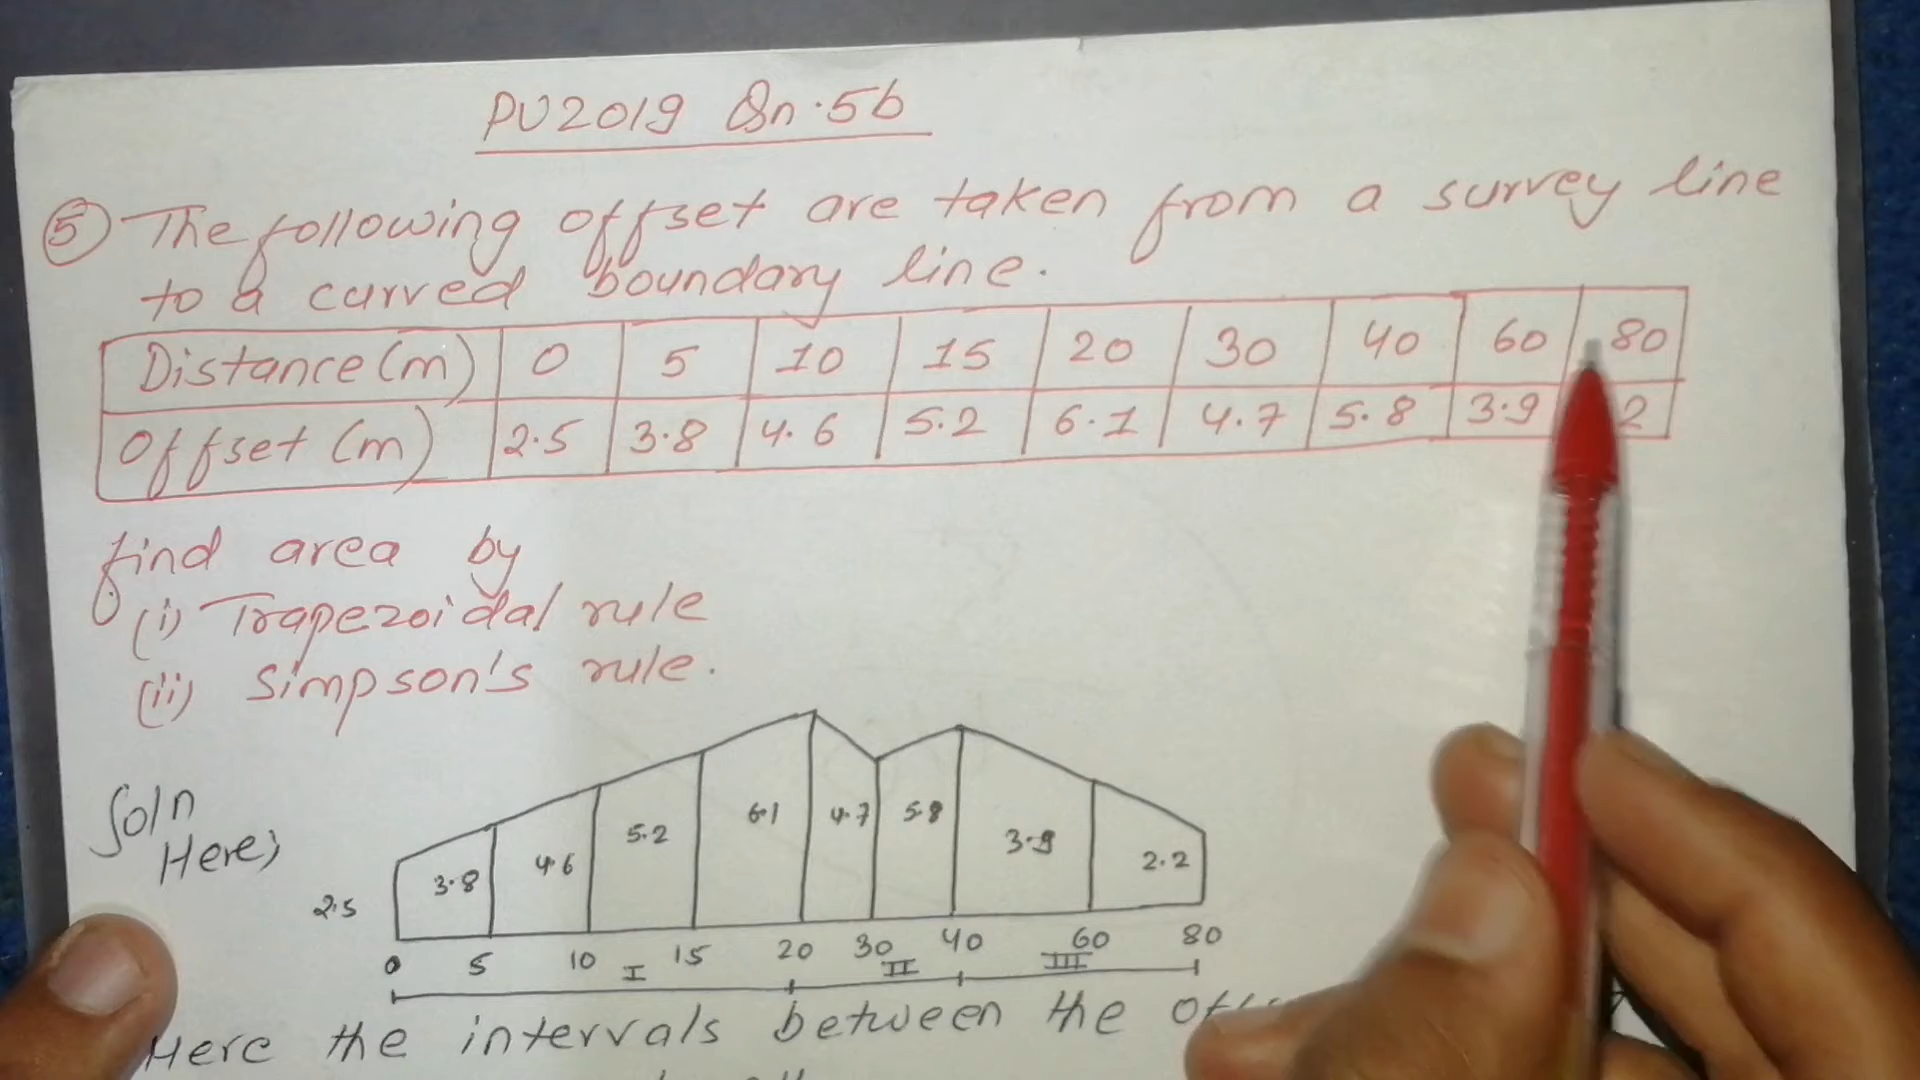 PU2019 Qn.5b
(5) The following offset are taken from a survey line
to a curved boundary line.
Distance (m) 0 5 10 15 20 30 40 60 80
Offset (m) 2.5 3.8 4.6 5.2 6.1 4.7 5.8 3.9 2
find area by
(i) Trapezoidal rule
(ii) Simpson's rule.
Soln
Here,
2.5 3.8 4.6 5.2 6.1 4.7 5.8 3.9 2.2
0 5 10 15 20 30 40 60 80
I II III
Here the intervals between the